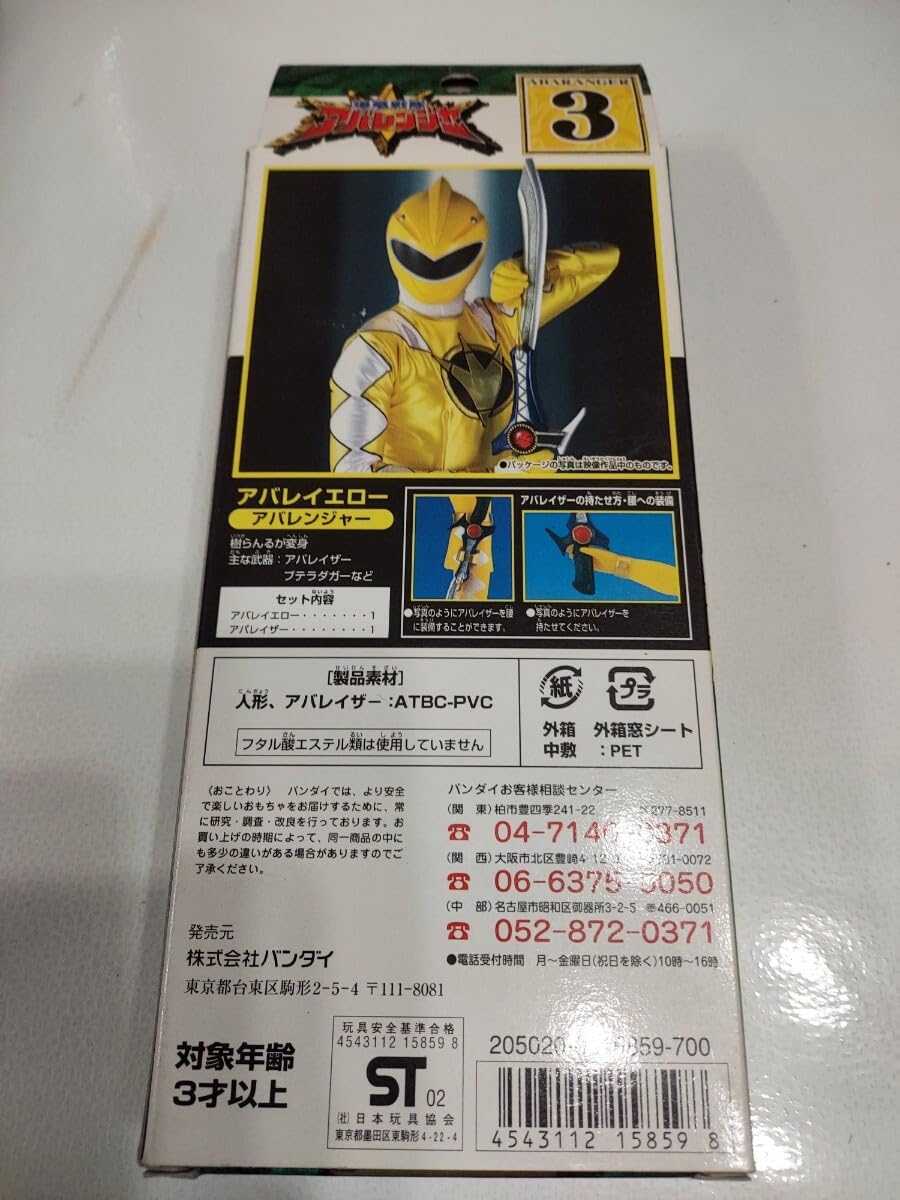 爆竜戦隊
アバレンジャー
ABARANGER
3
●パッケージの写真は映像作品中のものです。
アバレイエロー
アバレンジャー
樹らんるが変身
主な武器：アバレイザー
プテラダガーなど
セット内容
アバレイエロー・・・・・・・1
アバレイザー・・・・・・・・1
アバレイザーの持たせ方・腰への装備
●写真のようにアバレイザーを腰
に装備することができます。
●写真のようにアバレイザーを
持たせてください。
［製品素材］
人形、アバレイザー：ATBC-PVC
フタル酸エステル類は使用していません
紙
プラ
外箱
中敷
外箱窓シート
：PET
〈おことわり〉 バンダイでは、より安全
で楽しいおもちゃをお届けするために、常
に研究・調査・改良を行っております。お
買い上げの時期によって、同一商品の中に
も多少の違いがある場合がありますのでご
了承ください。
発売元
株式会社バンダイ
東京都台東区駒形2-5-4 〒111-8081
バンダイお客様相談センター
(関 東)柏市豊四季241-22 〒277-8511
☎ 04-7146-0371
(関 西)大阪市北区豊崎4-12
☎ 06-6375-5050
(中 部)名古屋市昭和区御器所3-2-5 〒466-0051
☎ 052-872-0371
●電話受付時間 月～金曜日(祝日を除く)10時～16時
対象年齢
3才以上
玩具安全基準合格
4543112 15859 8
ST 02
(社)日本玩具協会
東京都墨田区東駒形4-22-4
859-700
4543112 15859 8